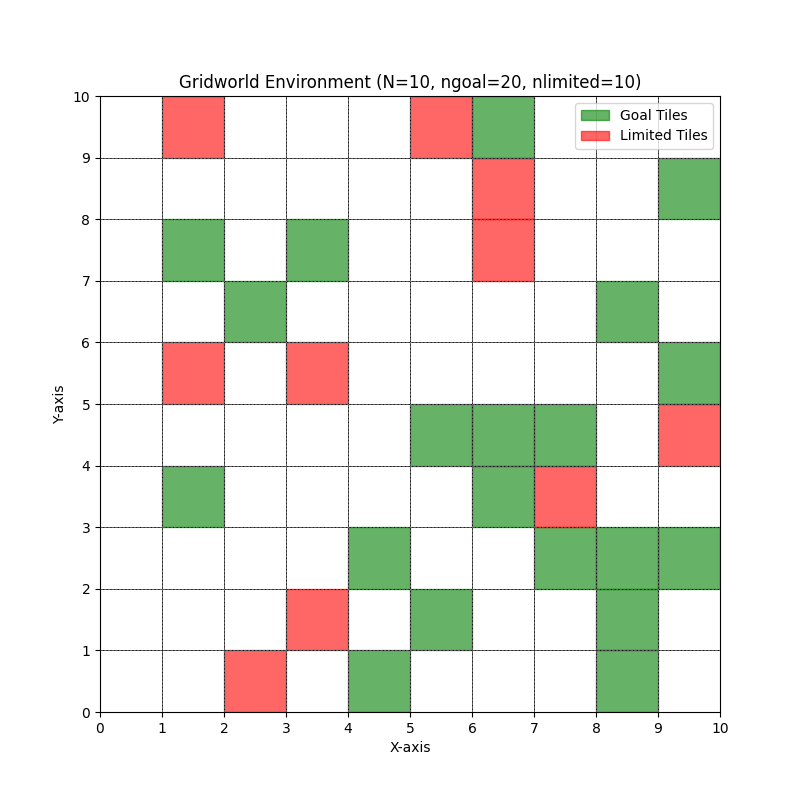 Gridworld Environment (N=10, ngoal=20, nlimited=10)
Goal Tiles
Limited Tiles
10
9
8
7
6
5
4
3
2
1
0
Y-axis
0 1 2 3 4 5 6 7 8 9 10
X-axis